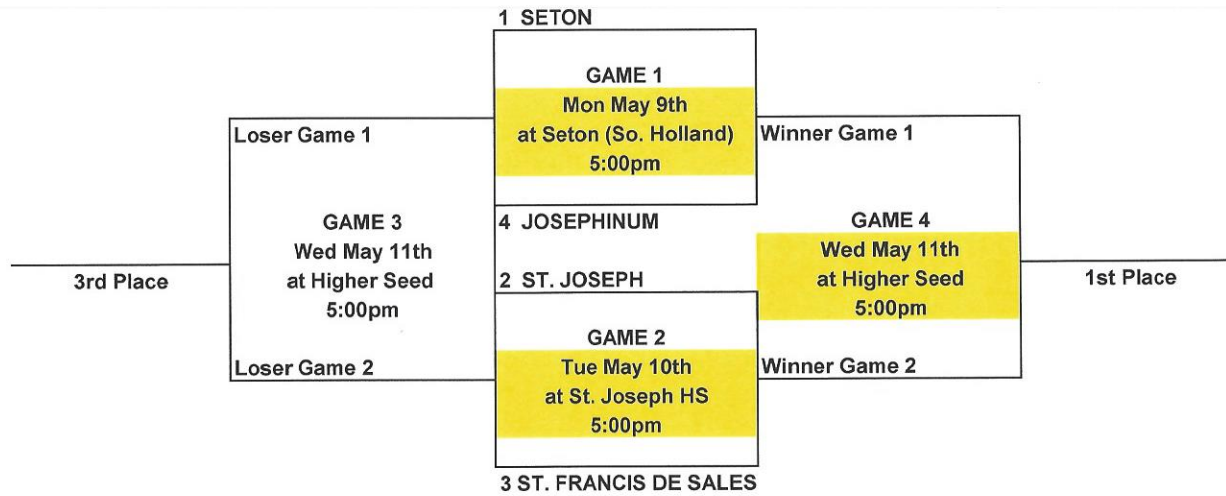 1 SETON
GAME 1
Mon May 9th
at Seton (So. Holland)
5:00pm
Loser Game 1
Winner Game 1
4 JOSEPHINUM
GAME 3
Wed May 11th
at Higher Seed
5:00pm
GAME 4
Wed May 11th
at Higher Seed
5:00pm
3rd Place
1st Place
2 ST. JOSEPH
GAME 2
Tue May 10th
at St. Joseph HS
5:00pm
Loser Game 2
Winner Game 2
3 ST. FRANCIS DE SALES